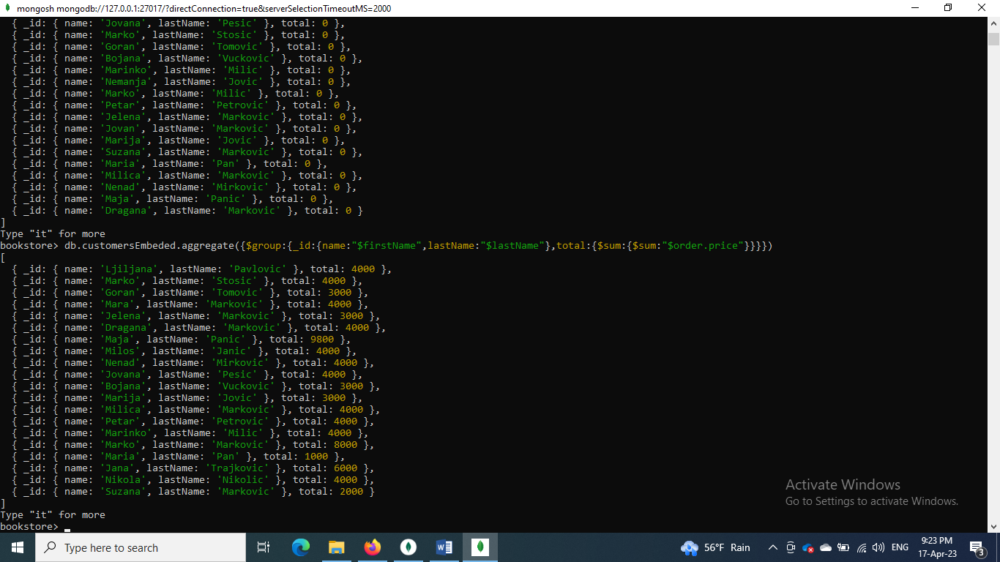 mongosh mongodb://127.0.0.1:27017/?directConnection=true&serverSelectionTimeoutMS=2000
{ _id: { name: 'Jovana', lastName: 'Pesic' }, total: 0 },
{ _id: { name: 'Marko', lastName: 'Stosic' }, total: 0 },
{ _id: { name: 'Goran', lastName: 'Tomovic' }, total: 0 },
{ _id: { name: 'Bojana', lastName: 'Vuckovic' }, total: 0 },
{ _id: { name: 'Marinko', lastName: 'Milic' }, total: 0 },
{ _id: { name: 'Nemanja', lastName: 'Jovic' }, total: 0 },
{ _id: { name: 'Marko', lastName: 'Milic' }, total: 0 },
{ _id: { name: 'Petar', lastName: 'Petrovic' }, total: 0 },
{ _id: { name: 'Jelena', lastName: 'Markovic' }, total: 0 },
{ _id: { name: 'Jovan', lastName: 'Markovic' }, total: 0 },
{ _id: { name: 'Marija', lastName: 'Jovic' }, total: 0 },
{ _id: { name: 'Suzana', lastName: 'Markovic' }, total: 0 },
{ _id: { name: 'Maria', lastName: 'Pan' }, total: 0 },
{ _id: { name: 'Milica', lastName: 'Markovic' }, total: 0 },
{ _id: { name: 'Nenad', lastName: 'Mirkovic' }, total: 0 },
{ _id: { name: 'Maja', lastName: 'Panic' }, total: 0 },
{ _id: { name: 'Dragana', lastName: 'Markovic' }, total: 0 }
]
Type "it" for more
bookstore> db.customersEmbeded.aggregate({$group:{_id:{name:"$firstName",lastName:"$lastName"},total:{$sum:{$sum:"$order.price"}}}})
[
{ _id: { name: 'Ljiljana', lastName: 'Pavlovic' }, total: 4000 },
{ _id: { name: 'Marko', lastName: 'Stosic' }, total: 4000 },
{ _id: { name: 'Goran', lastName: 'Tomovic' }, total: 3000 },
{ _id: { name: 'Mara', lastName: 'Markovic' }, total: 4000 },
{ _id: { name: 'Jelena', lastName: 'Markovic' }, total: 3000 },
{ _id: { name: 'Dragana', lastName: 'Markovic' }, total: 4000 },
{ _id: { name: 'Maja', lastName: 'Panic' }, total: 9800 },
{ _id: { name: 'Milos', lastName: 'Janic' }, total: 4000 },
{ _id: { name: 'Nenad', lastName: 'Mirkovic' }, total: 4000 },
{ _id: { name: 'Jovana', lastName: 'Pesic' }, total: 4000 },
{ _id: { name: 'Bojana', lastName: 'Vuckovic' }, total: 3000 },
{ _id: { name: 'Marija', lastName: 'Jovic' }, total: 3000 },
{ _id: { name: 'Milica', lastName: 'Markovic' }, total: 4000 },
{ _id: { name: 'Petar', lastName: 'Petrovic' }, total: 4000 },
{ _id: { name: 'Marinko', lastName: 'Milic' }, total: 4000 },
{ _id: { name: 'Marko', lastName: 'Markovic' }, total: 8000 },
{ _id: { name: 'Maria', lastName: 'Pan' }, total: 1000 },
{ _id: { name: 'Jana', lastName: 'Trajkovic' }, total: 6000 },
{ _id: { name: 'Nikola', lastName: 'Nikolic' }, total: 4000 },
{ _id: { name: 'Suzana', lastName: 'Markovic' }, total: 2000 }
]
Type "it" for more
bookstore>
Activate Windows
Go to Settings to activate Windows.
Type here to search
56°F Rain
ENG
9:23 PM
17-Apr-23
3